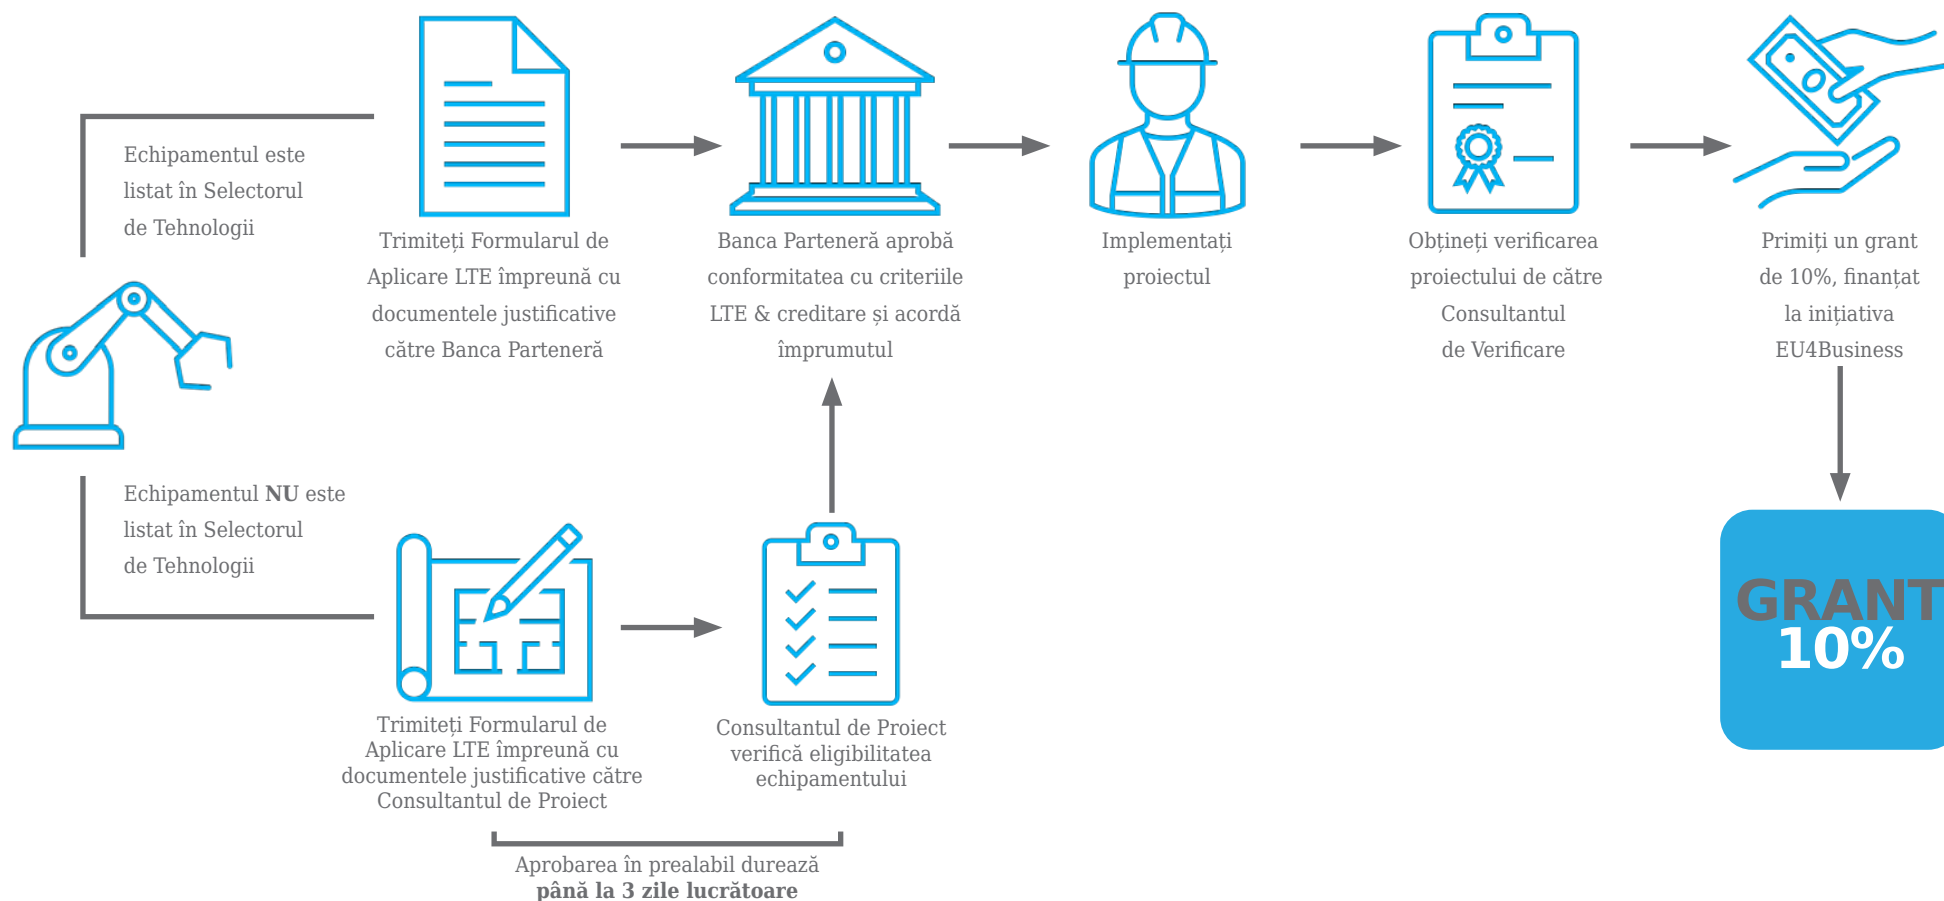 Echipamentul este
listat în Selectorul
de Tehnologii
Trimiteți Formularul de
Aplicare LTE împreună cu
documentele justificative
către Banca Parteneră
Banca Parteneră aprobă
conformitatea cu criteriile
LTE & creditare și acordă
împrumutul
Implementați
proiectul
Obțineți verificarea
proiectului de către
Consultantul
de Verificare
Primiți un grant
de 10%, finanțat
la inițiativa
EU4Business
Echipamentul NU este
listat în Selectorul
de Tehnologii
Trimiteți Formularul de
Aplicare LTE împreună cu
documentele justificative către
Consultantul de Proiect
Consultantul de Proiect
verifică eligibilitatea
echipamentului
Aprobarea în prealabil durează
până la 3 zile lucrătoare
GRANT
10%